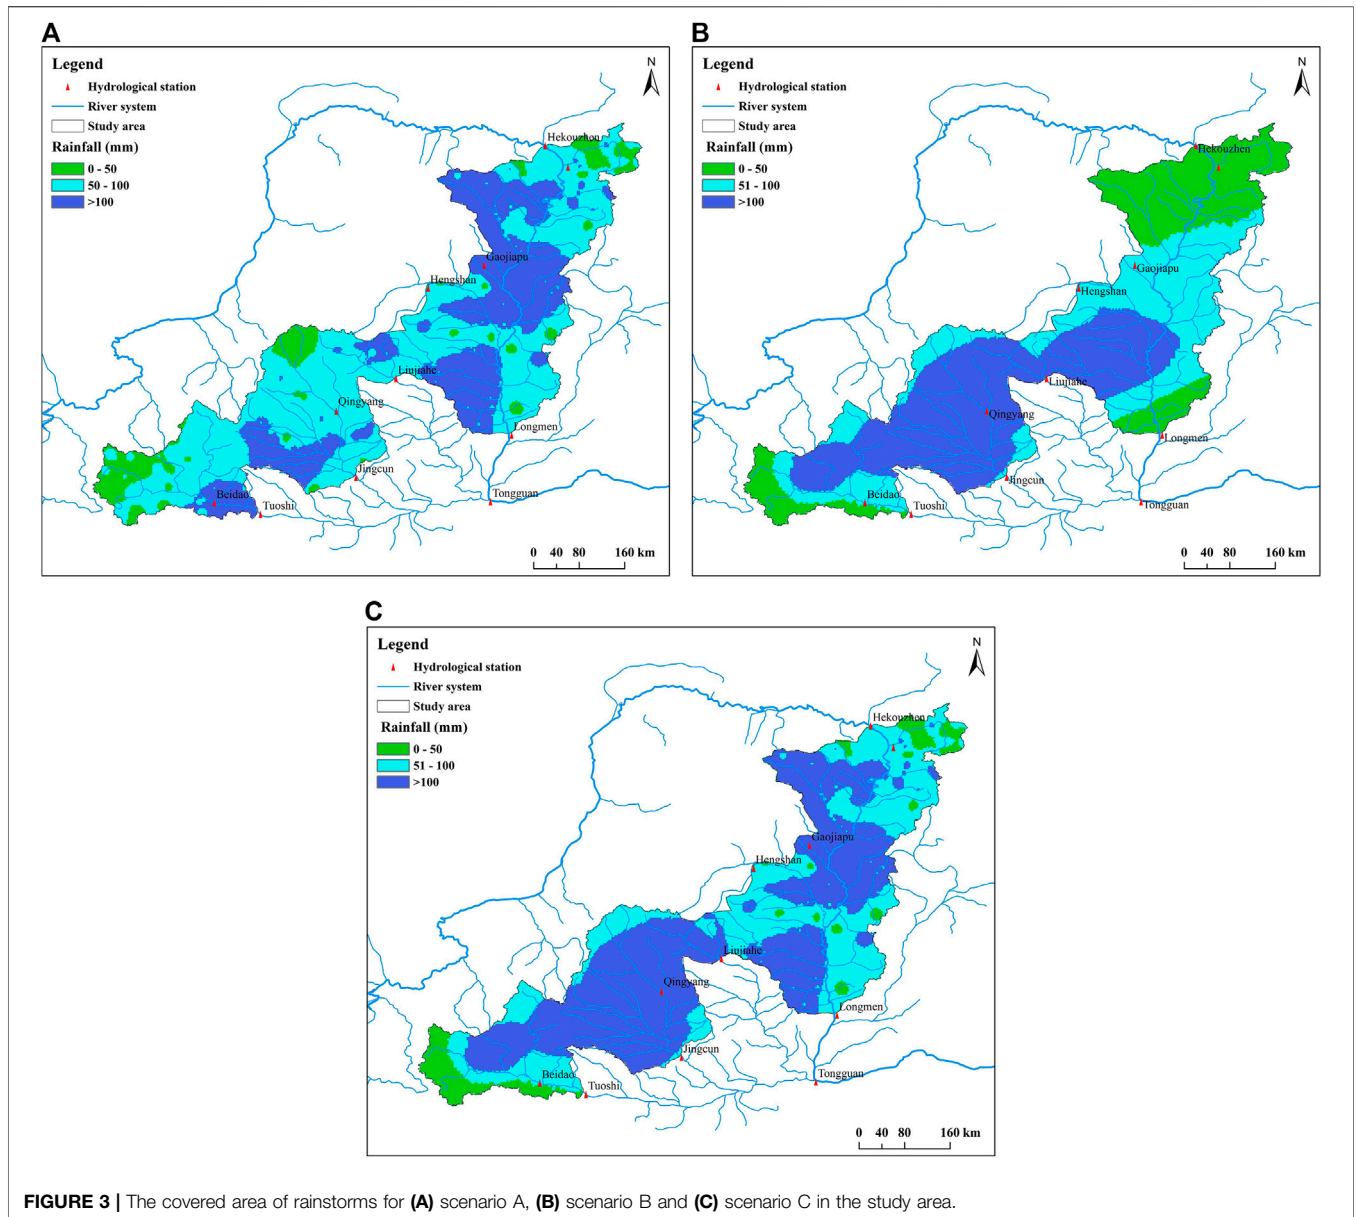 A
Legend
Hydrological station
River system
Study area
Rainfall (mm)
0 - 50
50 - 100
>100
N
Hekouzhen
Gaojiapu
Hengshan
Liujiahe
Qingyang
Longmen
Jingcun
Beidao
Tuoshi
Tongguan
0 40 80 160 km
B
Legend
Hydrological station
River system
Study area
Rainfall (mm)
0 - 50
51 - 100
>100
N
Hekouzhen
Gaojiapu
Hengshan
Liujiahe
Qingyang
Longmen
Jingcun
Beidao
Tuoshi
Tongguan
0 40 80 160 km
C
Legend
Hydrological station
River system
Study area
Rainfall (mm)
0 - 50
51 - 100
>100
N
Hekouzhen
Gaojiapu
Hengshan
Liujiahe
Qingyang
Longmen
Jingcun
Beidao
Tuoshi
Tongguan
0 40 80 160 km
FIGURE 3 | The covered area of rainstorms for (A) scenario A, (B) scenario B and (C) scenario C in the study area.